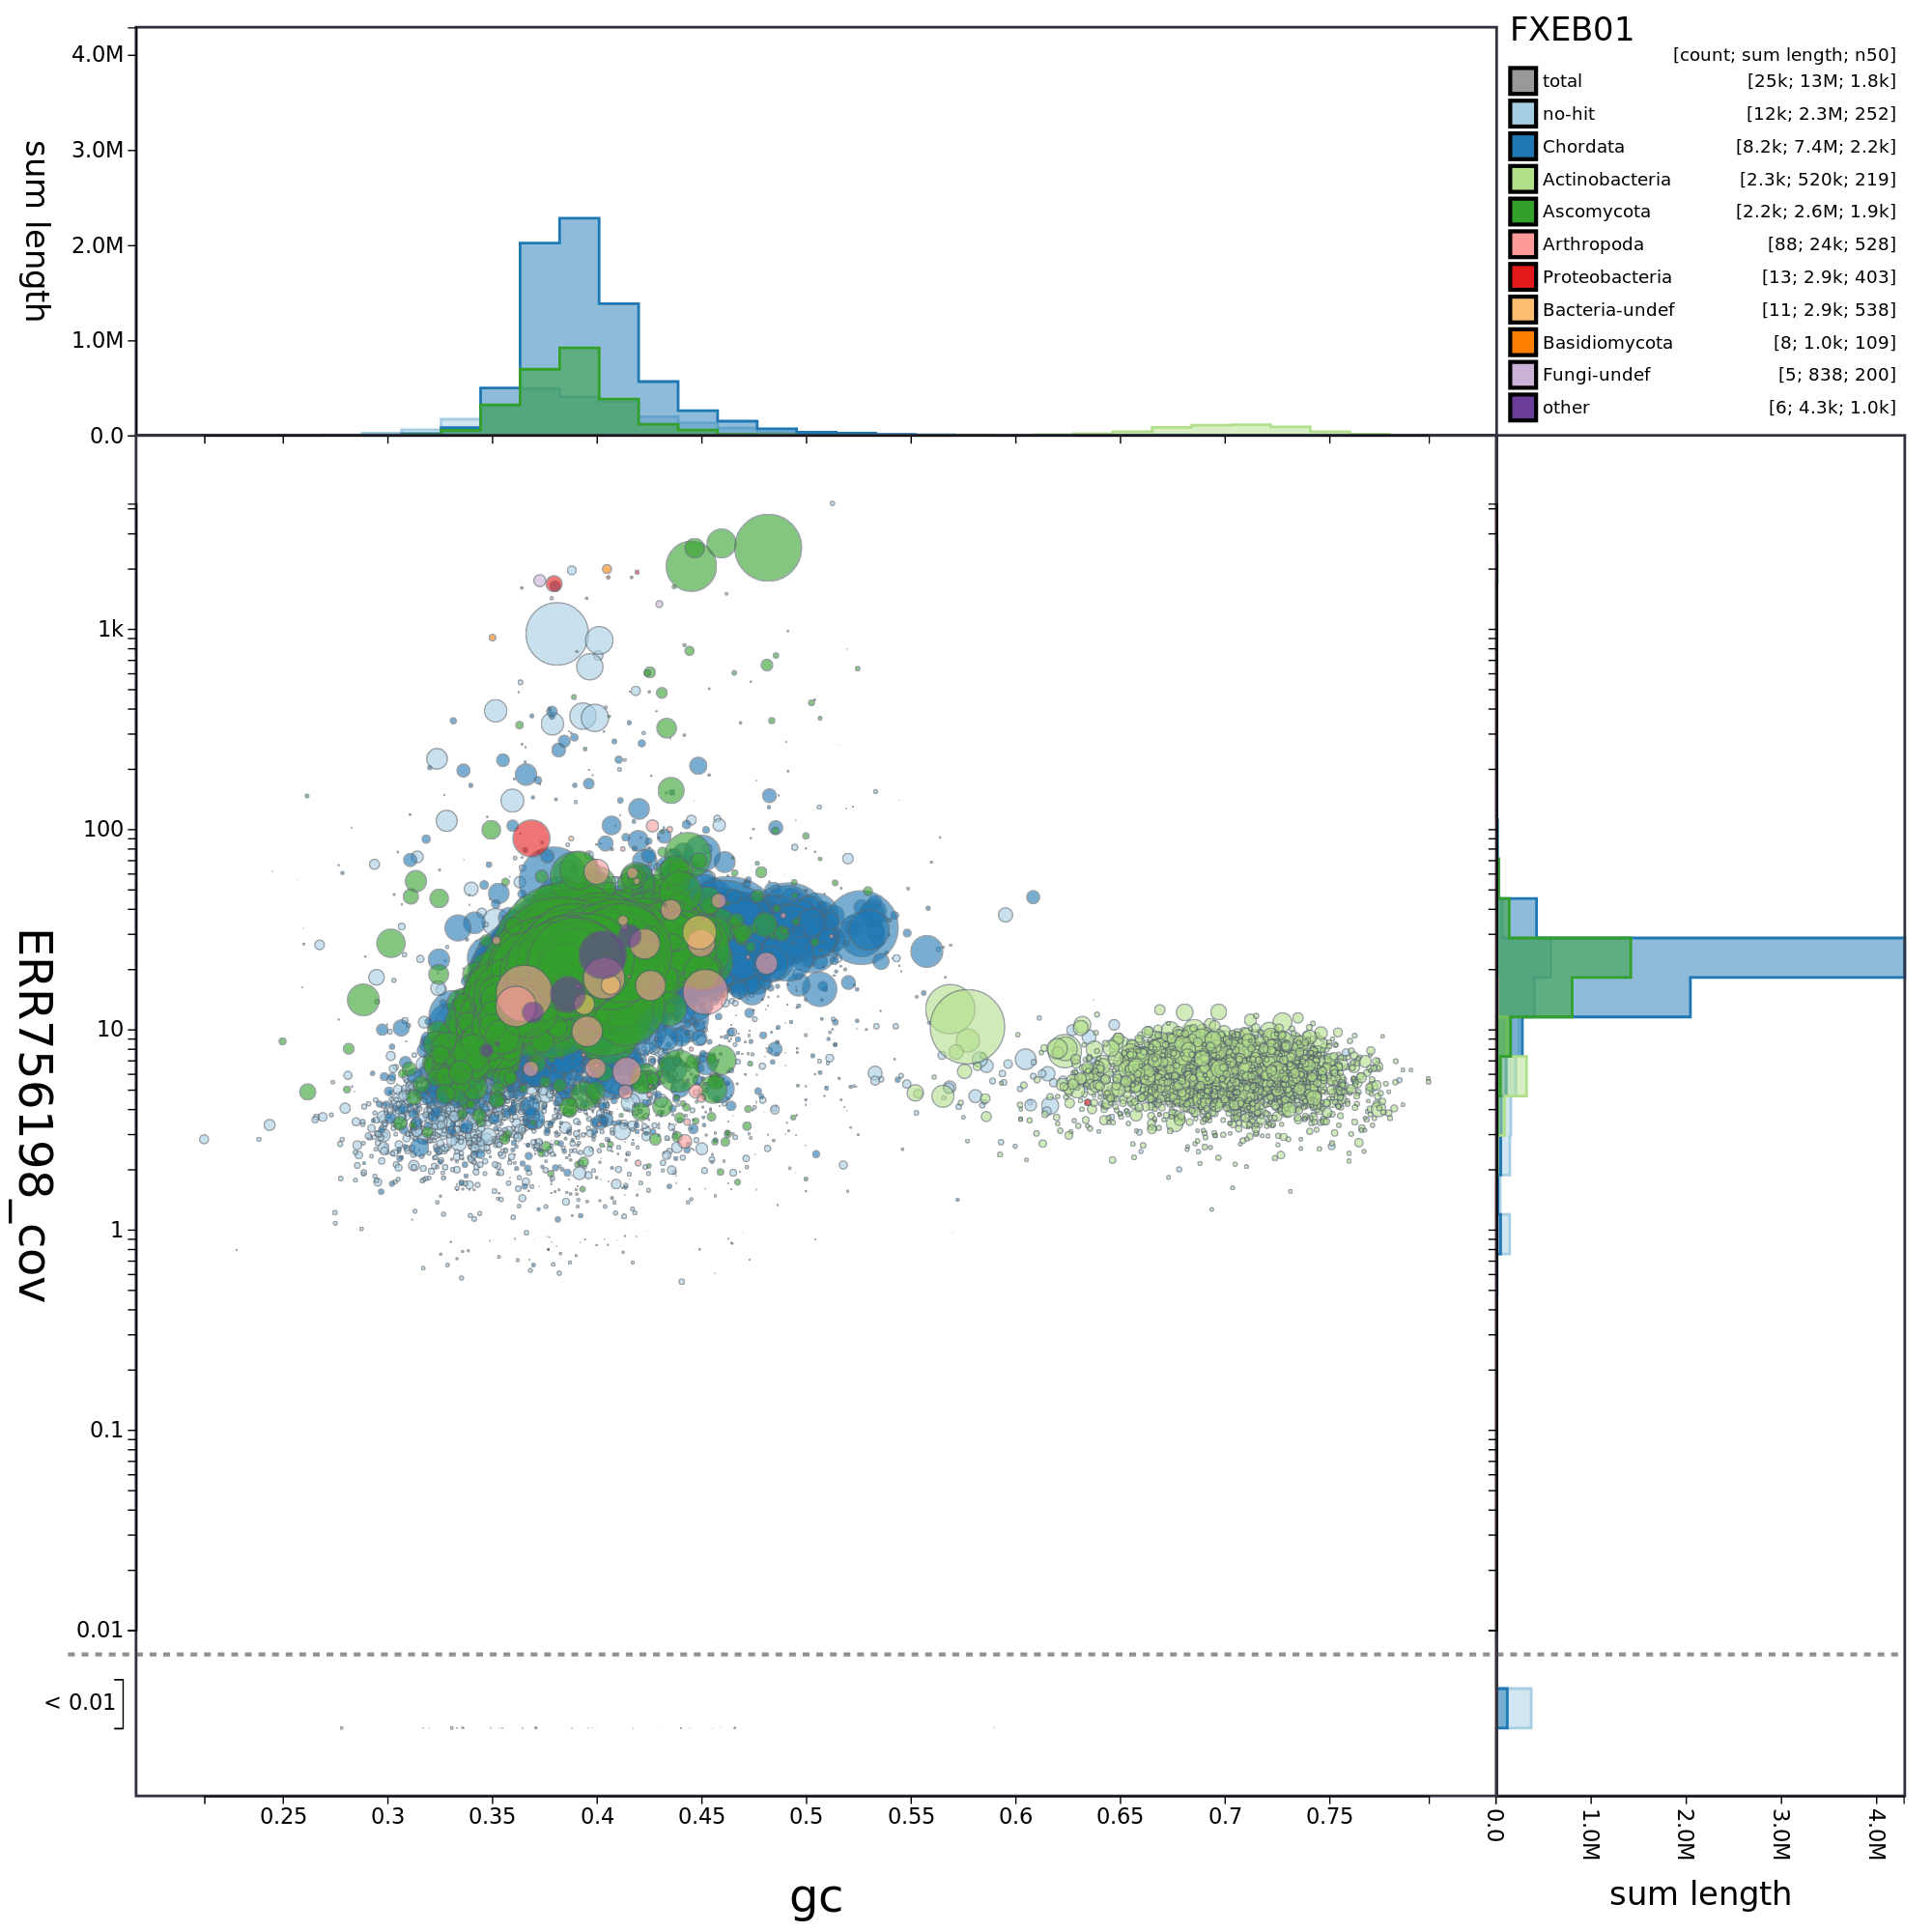 FXEB01
[count; sum length; n50]
total [25k; 13M; 1.8k]
no-hit [12k; 2.3M; 252]
Chordata [8.2k; 7.4M; 2.2k]
Actinobacteria [2.3k; 520k; 219]
Ascomycota [2.2k; 2.6M; 1.9k]
Arthropoda [88; 24k; 528]
Proteobacteria [13; 2.9k; 403]
Bacteria-undef [11; 2.9k; 538]
Basidiomycota [8; 1.0k; 109]
Fungi-undef [5; 838; 200]
other [6; 4.3k; 1.0k]
sum length
4.0M
3.0M
2.0M
1.0M
0.0
ERR756198_cov
1k
100
10
1
0.1
0.01
< 0.01
0.25 0.3 0.35 0.4 0.45 0.5 0.55 0.6 0.65 0.7 0.75
gc
0.0 1.0M 2.0M 3.0M 4.0M
sum length